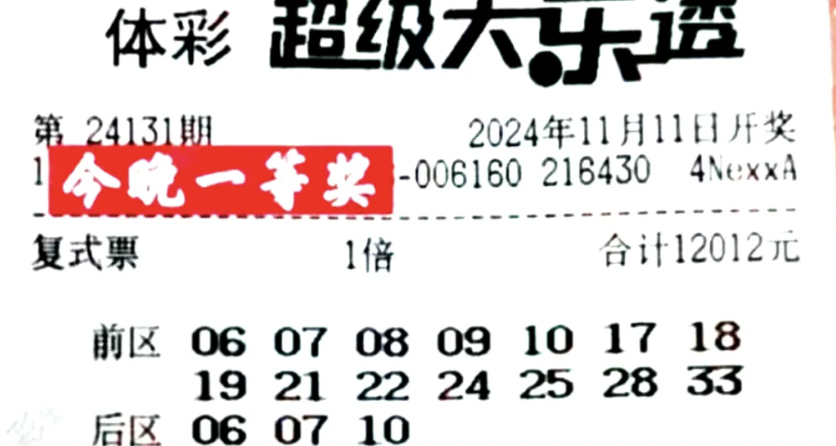 体彩 超级大乐透
第 24131期 2024年11月11日开奖
1 今晚一等奖 -006160 216430 4NexxA
复式票 1倍 合计12012元
前区 06 07 08 09 10 17 18
19 21 22 24 25 28 33
后区 06 07 10